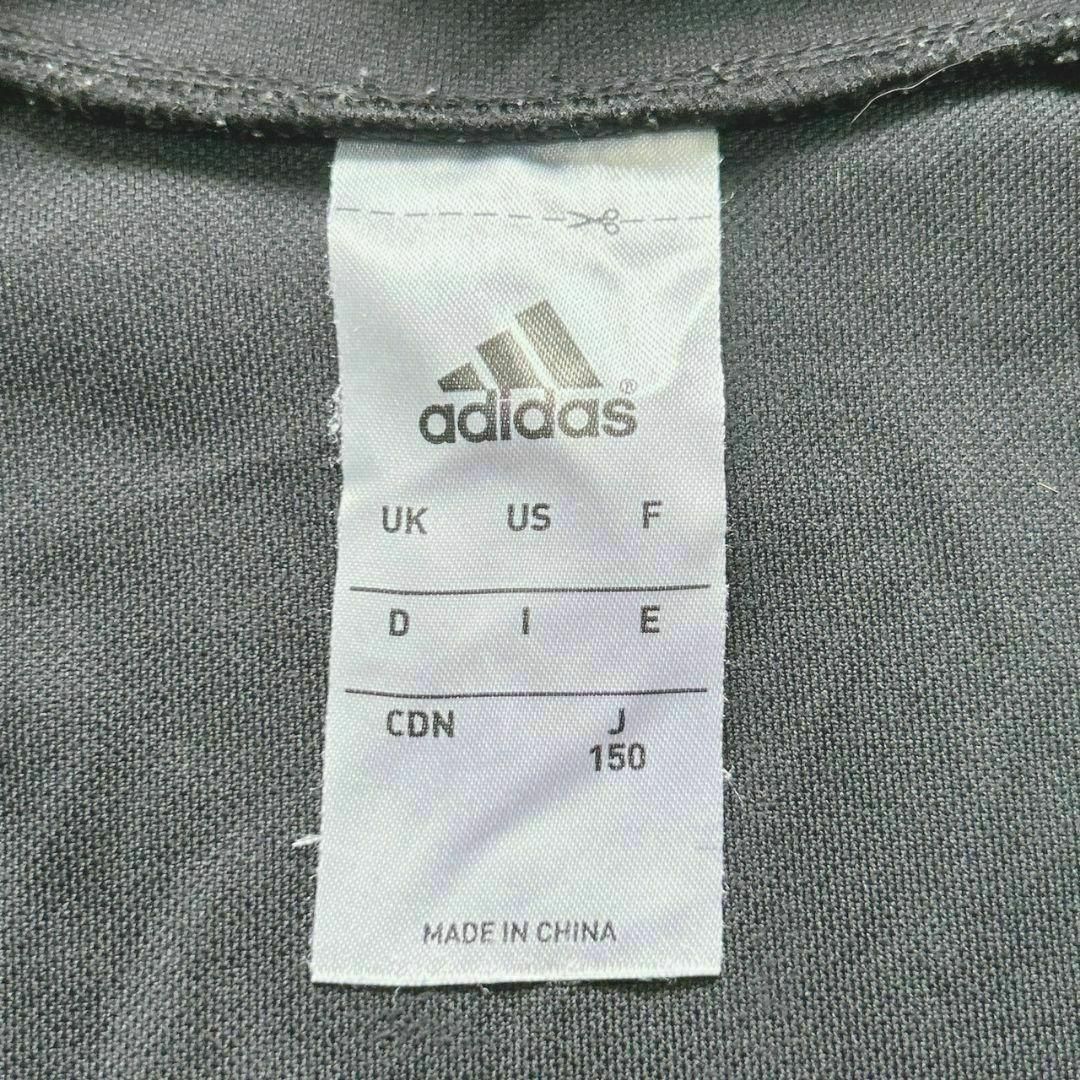 adidas®
UK US F
D I E
CDN J
150
MADE IN CHINA